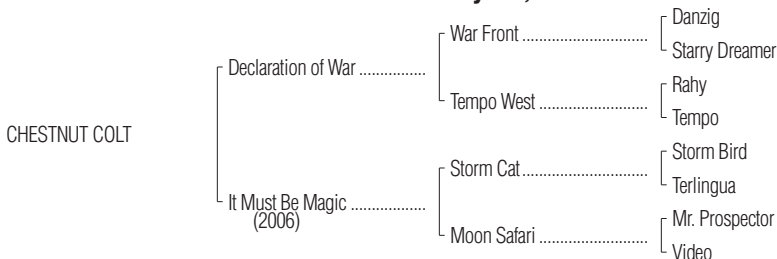 Danzig
War Front ................................
Starry Dreamer
Declaration of War ................
Rahy
Tempo West ............................
Tempo
CHESTNUT COLT
Storm Bird
Storm Cat................................
Terlingua
It Must Be Magic ..................
(2006)
Mr. Prospector
Moon Safari ............................
Video